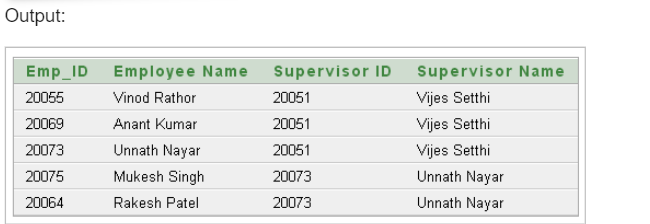 Output:
Emp_ID Employee Name Supervisor ID Supervisor Name
20055 Vinod Rathor 20051 Vijes Setthi
20069 Anant Kumar 20051 Vijes Setthi
20073 Unnath Nayar 20051 Vijes Setthi
20075 Mukesh Singh 20073 Unnath Nayar
20064 Rakesh Patel 20073 Unnath Nayar